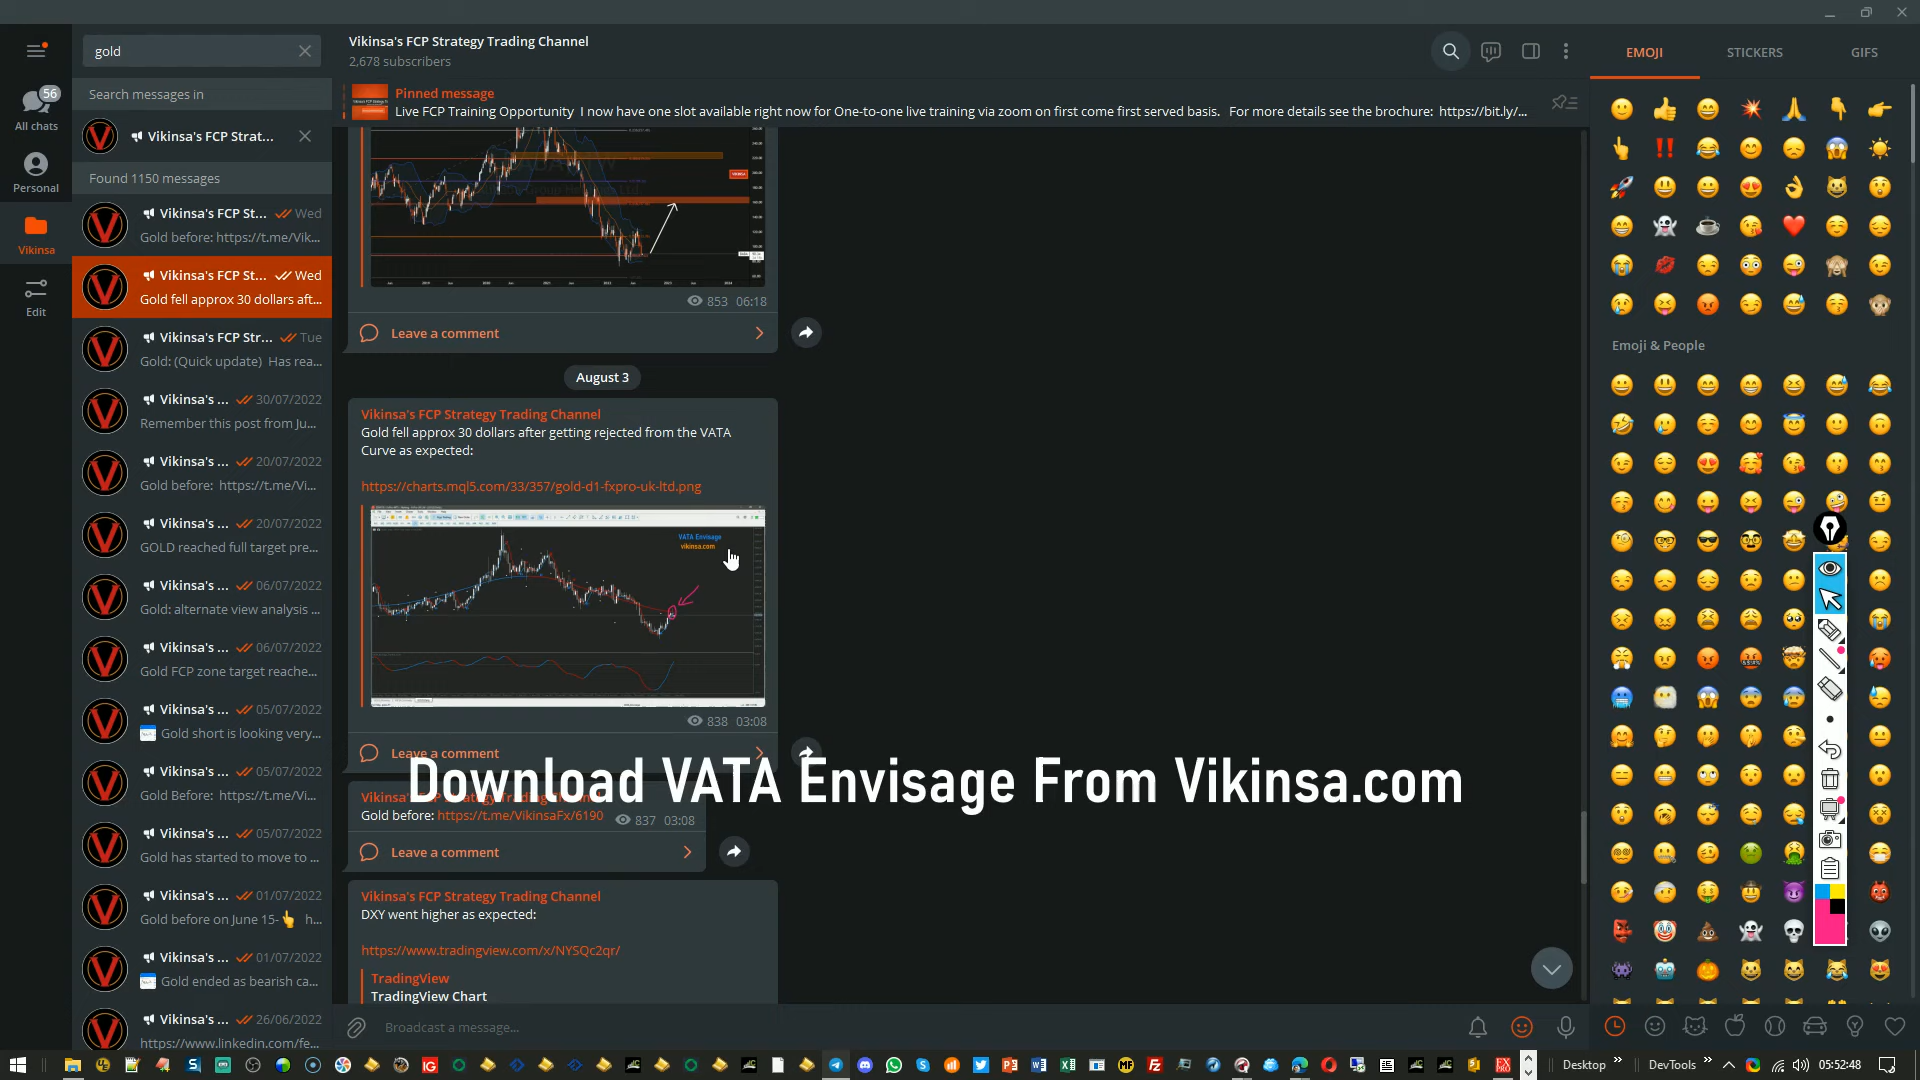 gold
Search messages in
Vikinsa's FCP Strat...
Found 1150 messages
56
All chats
Personal
Vikinsa
Edit
Vikinsa's FCP St... Wed
Gold before: https://t.me/Vik...
Vikinsa's FCP St... Wed
Gold fell approx 30 dollars aft...
Vikinsa's FCP Str... Tue
Gold: (Quick update) Has rea...
Vikinsa's ... 30/07/2022
Remember this post from Ju...
Vikinsa's ... 20/07/2022
Gold before: https://t.me/Vi...
Vikinsa's ... 20/07/2022
GOLD reached full target pre...
Vikinsa's ... 06/07/2022
Gold: alternate view analysis ...
Vikinsa's ... 06/07/2022
Gold FCP zone target reache...
Vikinsa's ... 05/07/2022
Gold short is looking very...
Vikinsa's ... 05/07/2022
Gold Before: https://t.me/Vi...
Vikinsa's ... 05/07/2022
Gold has started to move to ...
Vikinsa's ... 01/07/2022
Gold before on June 15- h...
Vikinsa's ... 01/07/2022
Gold ended as bearish ca...
Vikinsa's ... 26/06/2022
https://www.linkedin.com/fe...
Vikinsa's FCP Strategy Trading Channel
2,678 subscribers
Pinned message
Live FCP Training Opportunity I now have one slot available right now for One-to-one live training via zoom on first come first served basis. For more details see the brochure: https://bit.ly/...
853 06:18
Leave a comment
August 3
Vikinsa's FCP Strategy Trading Channel
Gold fell approx 30 dollars after getting rejected from the VATA
Curve as expected:
https://charts.mql5.com/33/357/gold-d1-fxpro-uk-ltd.png
VATA Envisage
vikinsa.com
838 03:08
Leave a comment
Download VATA Envisage From Vikinsa.com
Gold before: https://t.me/VikinsaFx/6190 837 03:08
Leave a comment
Vikinsa's FCP Strategy Trading Channel
DXY went higher as expected:
https://www.tradingview.com/x/NYSQc2qr/
TradingView
TradingView Chart
Broadcast a message...
EMOJI
STICKERS
GIFS
Emoji & People
Desktop
DevTools
05:52:48